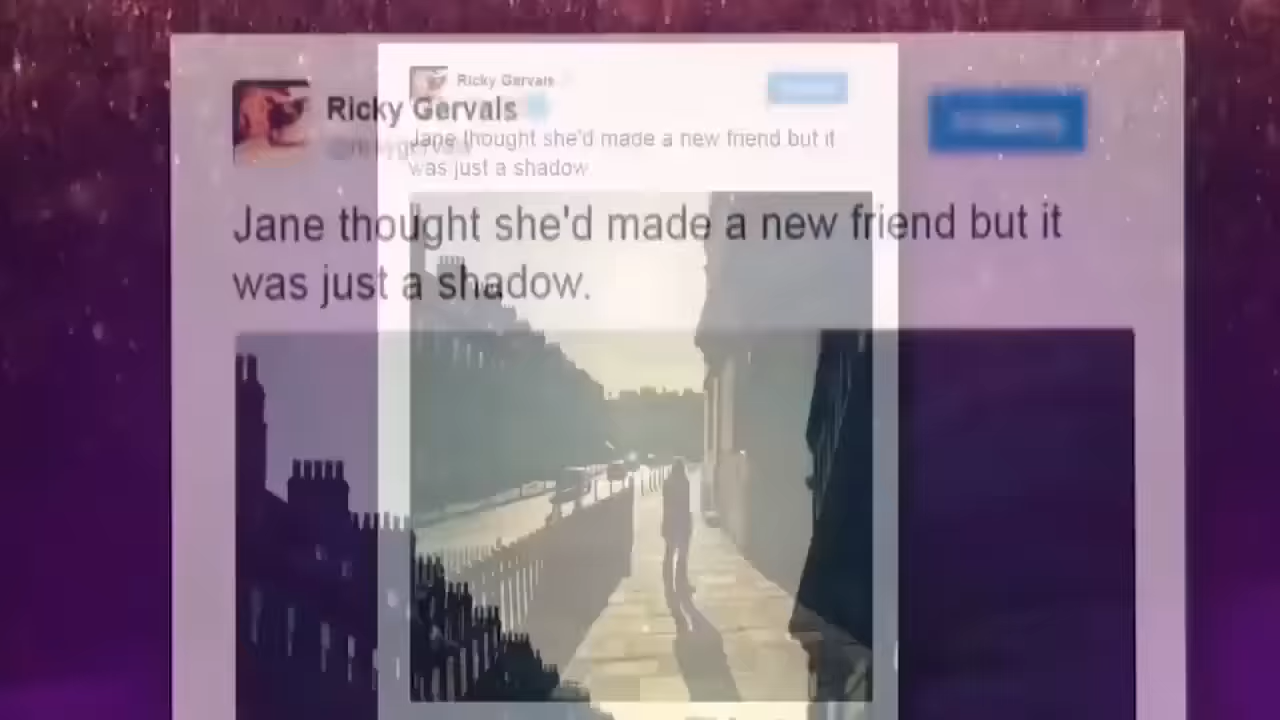 Ricky Gervais
Ricky Gervais
Jane thought she'd made a new friend but it
was just a shadow
Jane thought she'd made a new friend but it
was just a shadow.